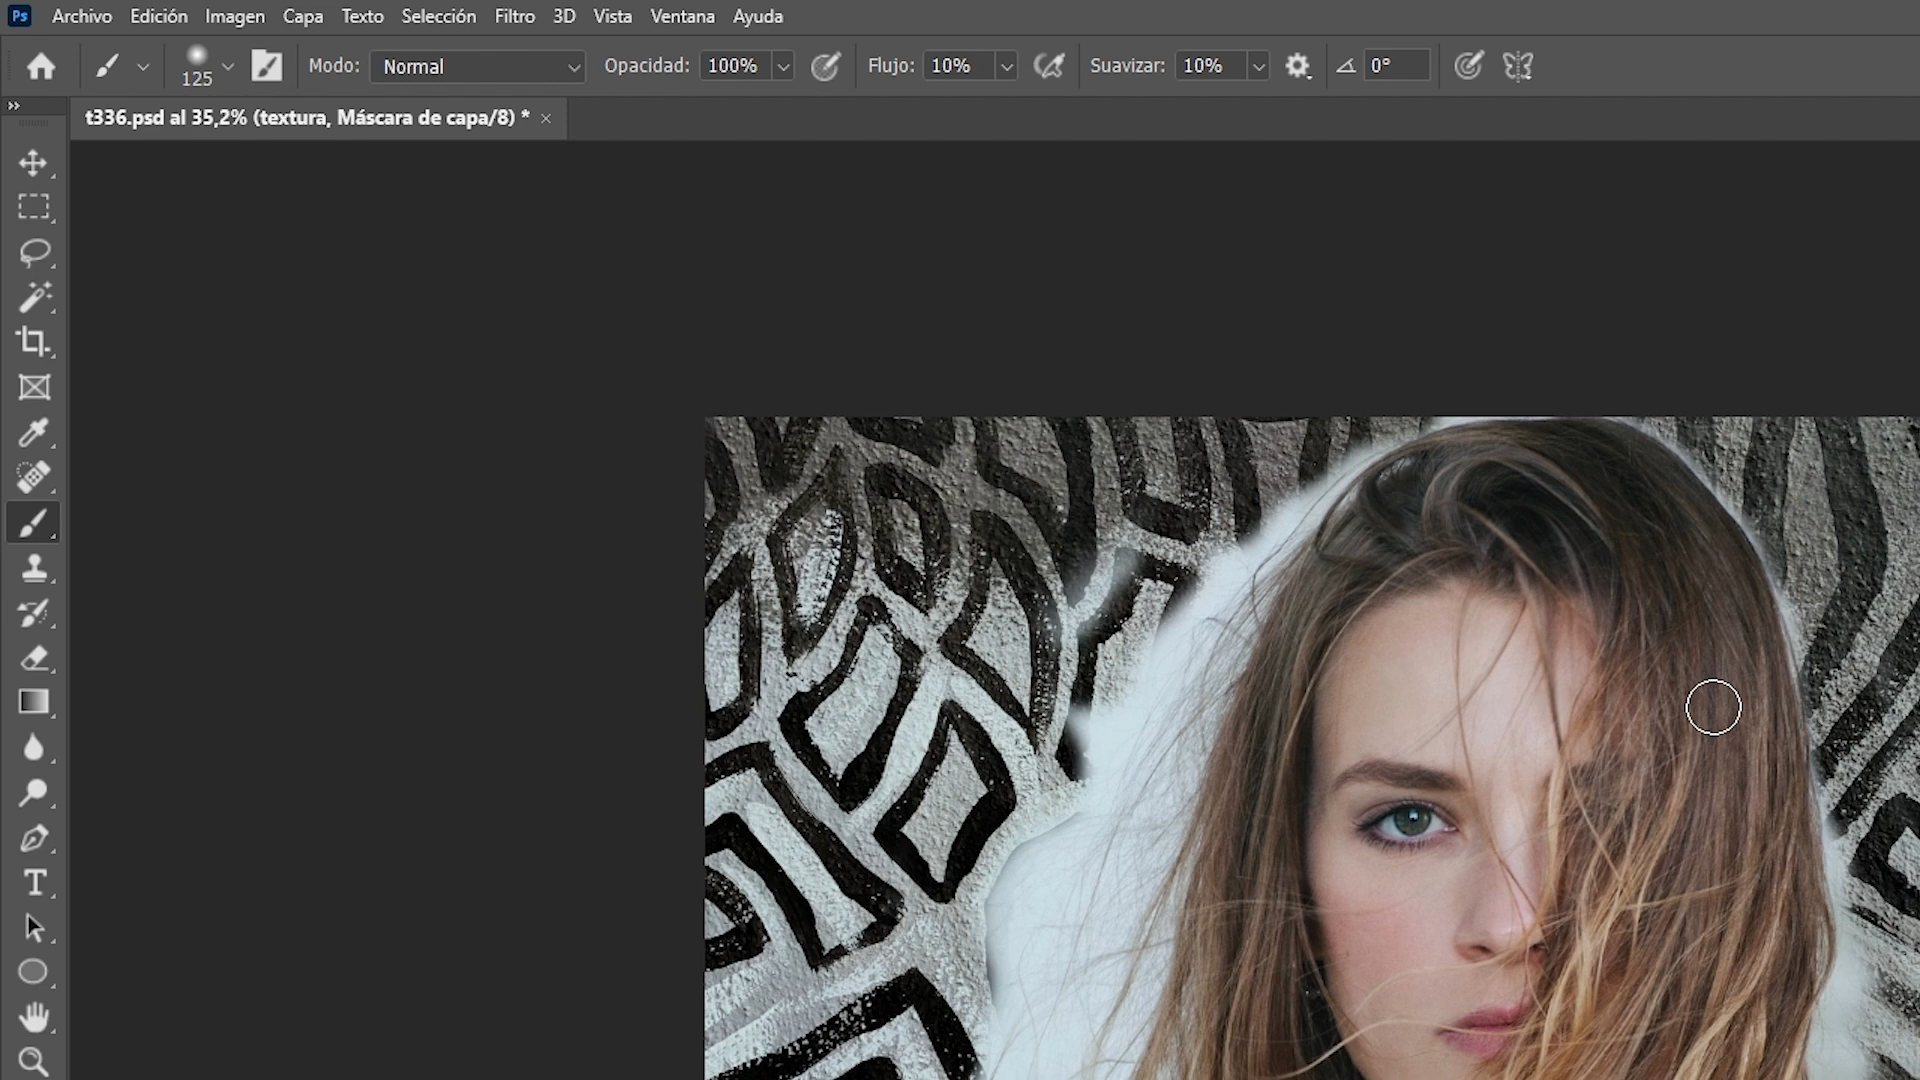 Ps Archivo Edición Imagen Capa Texto Selección Filtro 3D Vista Ventana Ayuda
125 Modo: Normal Opacidad: 100% Flujo: 10% Suavizar: 10% 0°
t336.psd al 35,2% (textura, Máscara de capa/8) * ×